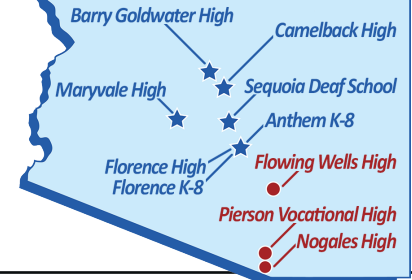 Barry Goldwater High
Camelback High
Maryvale High
Sequoia Deaf School
Anthem K-8
Florence High
Florence K-8
Flowing Wells High
Pierson Vocational High
Nogales High